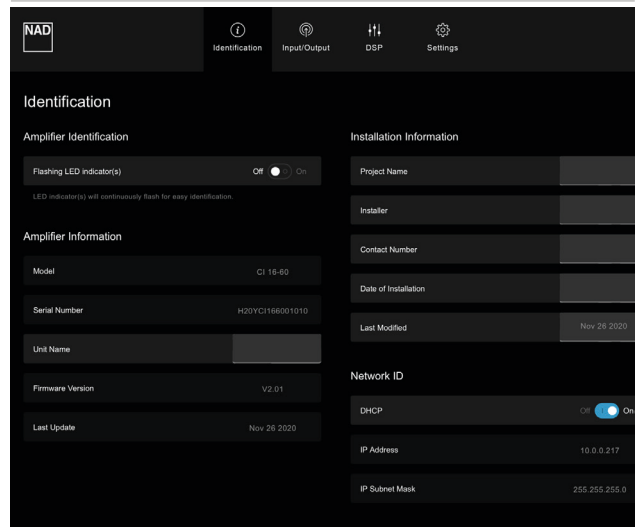 NAD
Identification
Input/Output
DSP
Settings
Identification
Amplifier Identification
Flashing LED indicator(s) Off On
LED indicator(s) will continuously flash for easy identification.
Amplifier Information
Model CI 16-60
Serial Number H20YCI166001010
Unit Name
Firmware Version V2.01
Last Update Nov 26 2020
Installation Information
Project Name
Installer
Contact Number
Date of Installation
Last Modified Nov 26 2020
Network ID
DHCP Off On
IP Address 10.0.0.217
IP Subnet Mask 255.255.255.0